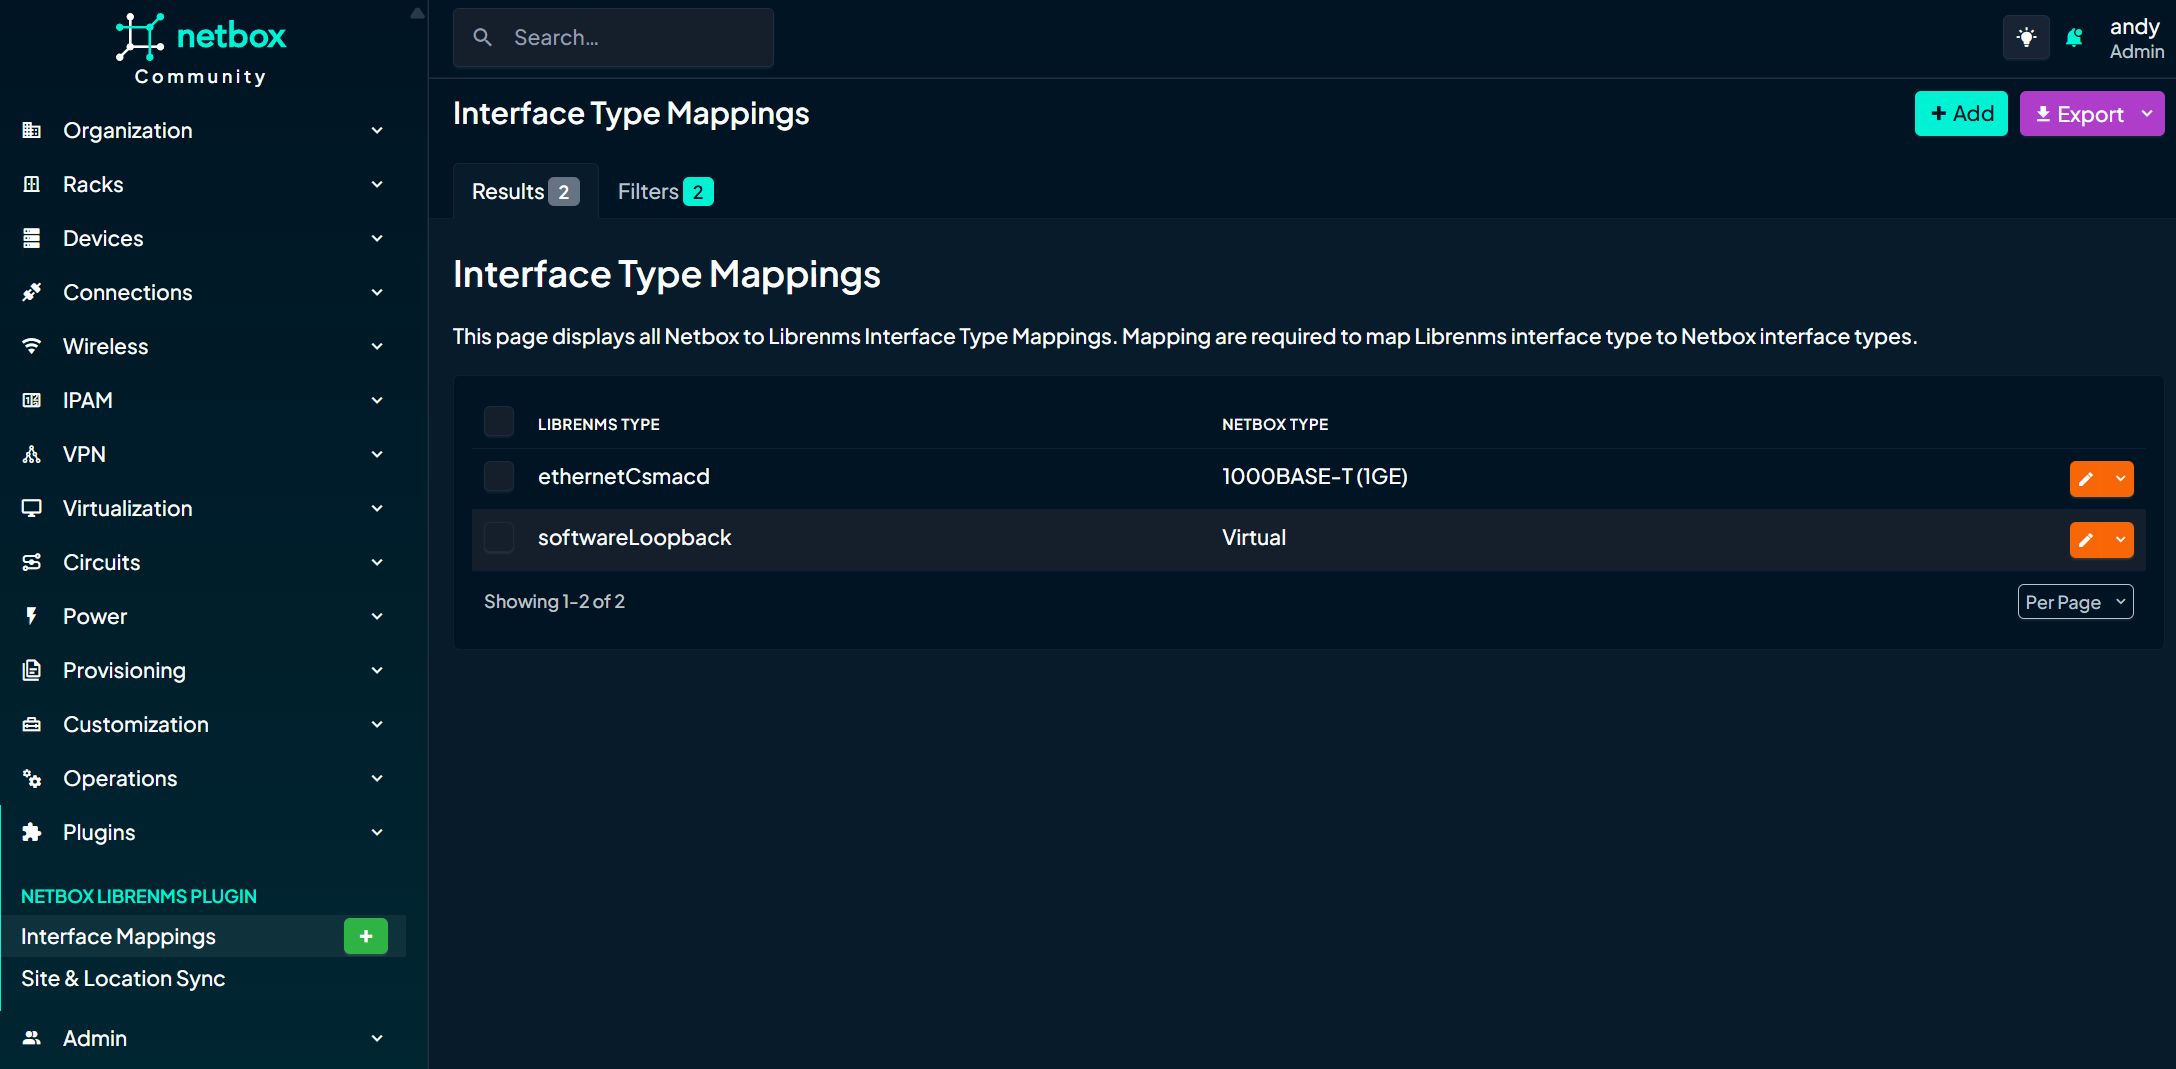 netbox
Community
Search...
andy
Admin
Organization
Racks
Devices
Connections
Wireless
IPAM
VPN
Virtualization
Circuits
Power
Provisioning
Customization
Operations
Plugins
NETBOX LIBRENMS PLUGIN
Interface Mappings
Site & Location Sync
Admin
Interface Type Mappings
Add
Export
Results 2
Filters 2
Interface Type Mappings
This page displays all Netbox to Librenms Interface Type Mappings. Mapping are required to map Librenms interface type to Netbox interface types.
LIBRENMS TYPE NETBOX TYPE
ethernetCsmacd 1000BASE-T (1GE)
softwareLoopback Virtual
Showing 1-2 of 2
Per Page